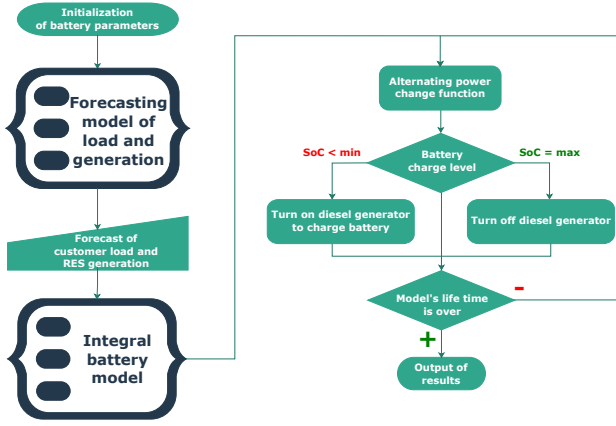 Initialization
of battery parameters
Forecasting
model of
load and
generation
Forecast of
customer load and
RES generation
Integral
battery
model
Alternating power
change function
SoC < min
Battery
charge level
SoC = max
Turn on diesel generator
to charge battery
Turn off diesel generator
Model's life time
is over
-
+
Output of
results